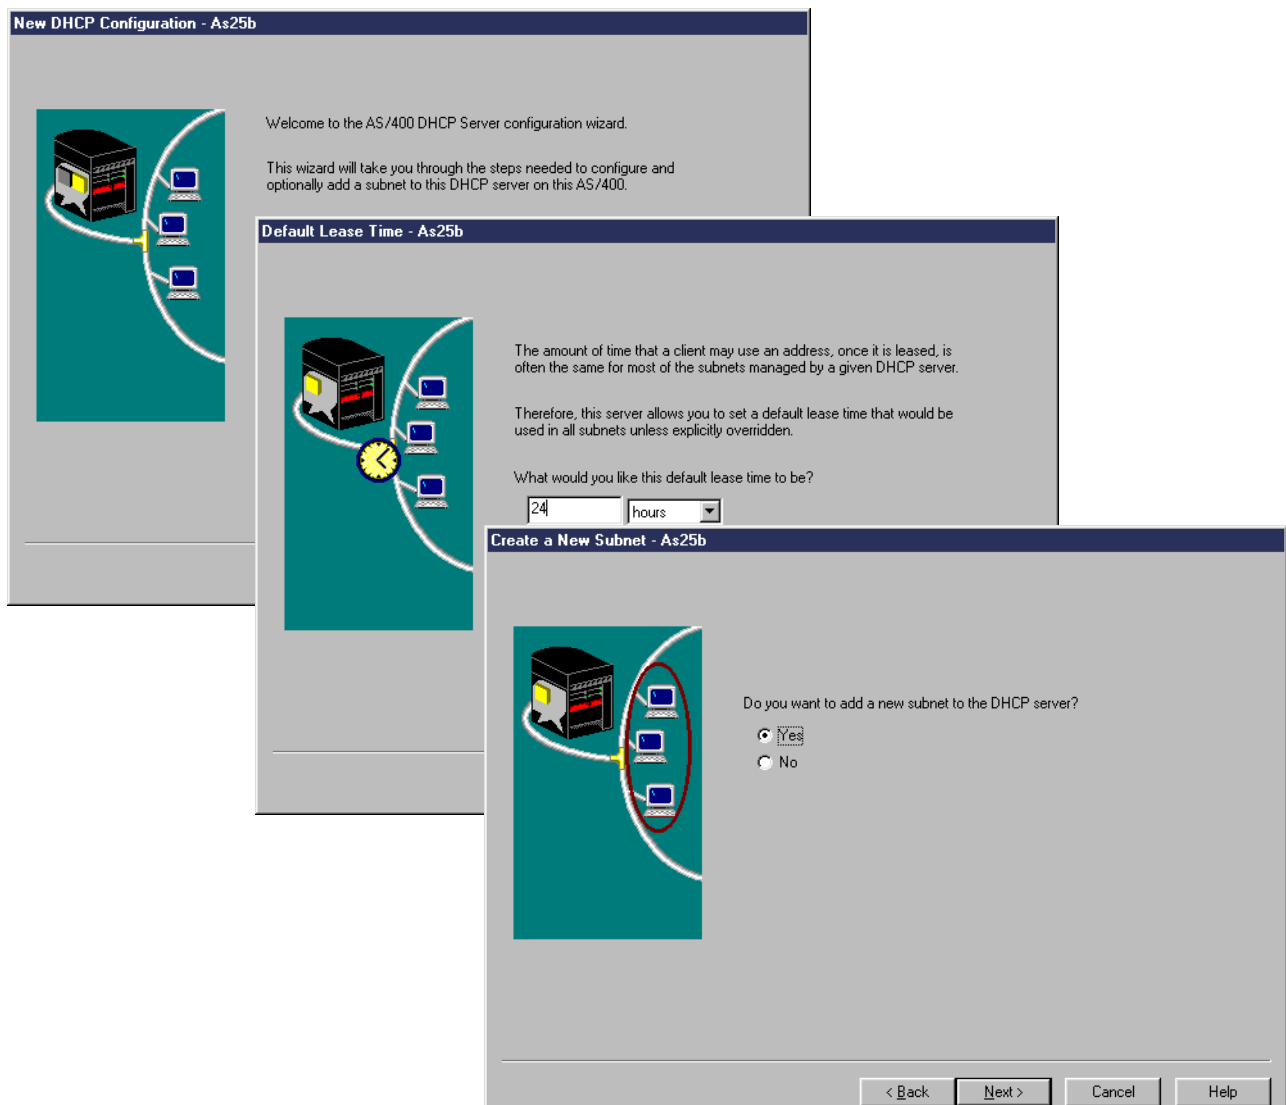 New DHCP Configuration - As25b
Welcome to the AS/400 DHCP Server configuration wizard.
This wizard will take you through the steps needed to configure and
optionally add a subnet to this DHCP server on this AS/400.
Default Lease Time - As25b
The amount of time that a client may use an address, once it is leased, is
often the same for most of the subnets managed by a given DHCP server.
Therefore, this server allows you to set a default lease time that would be
used in all subnets unless explicitly overridden.
What would you like this default lease time to be?
24 hours
Create a New Subnet - As25b
Do you want to add a new subnet to the DHCP server?
Yes
No
< Back Next > Cancel Help